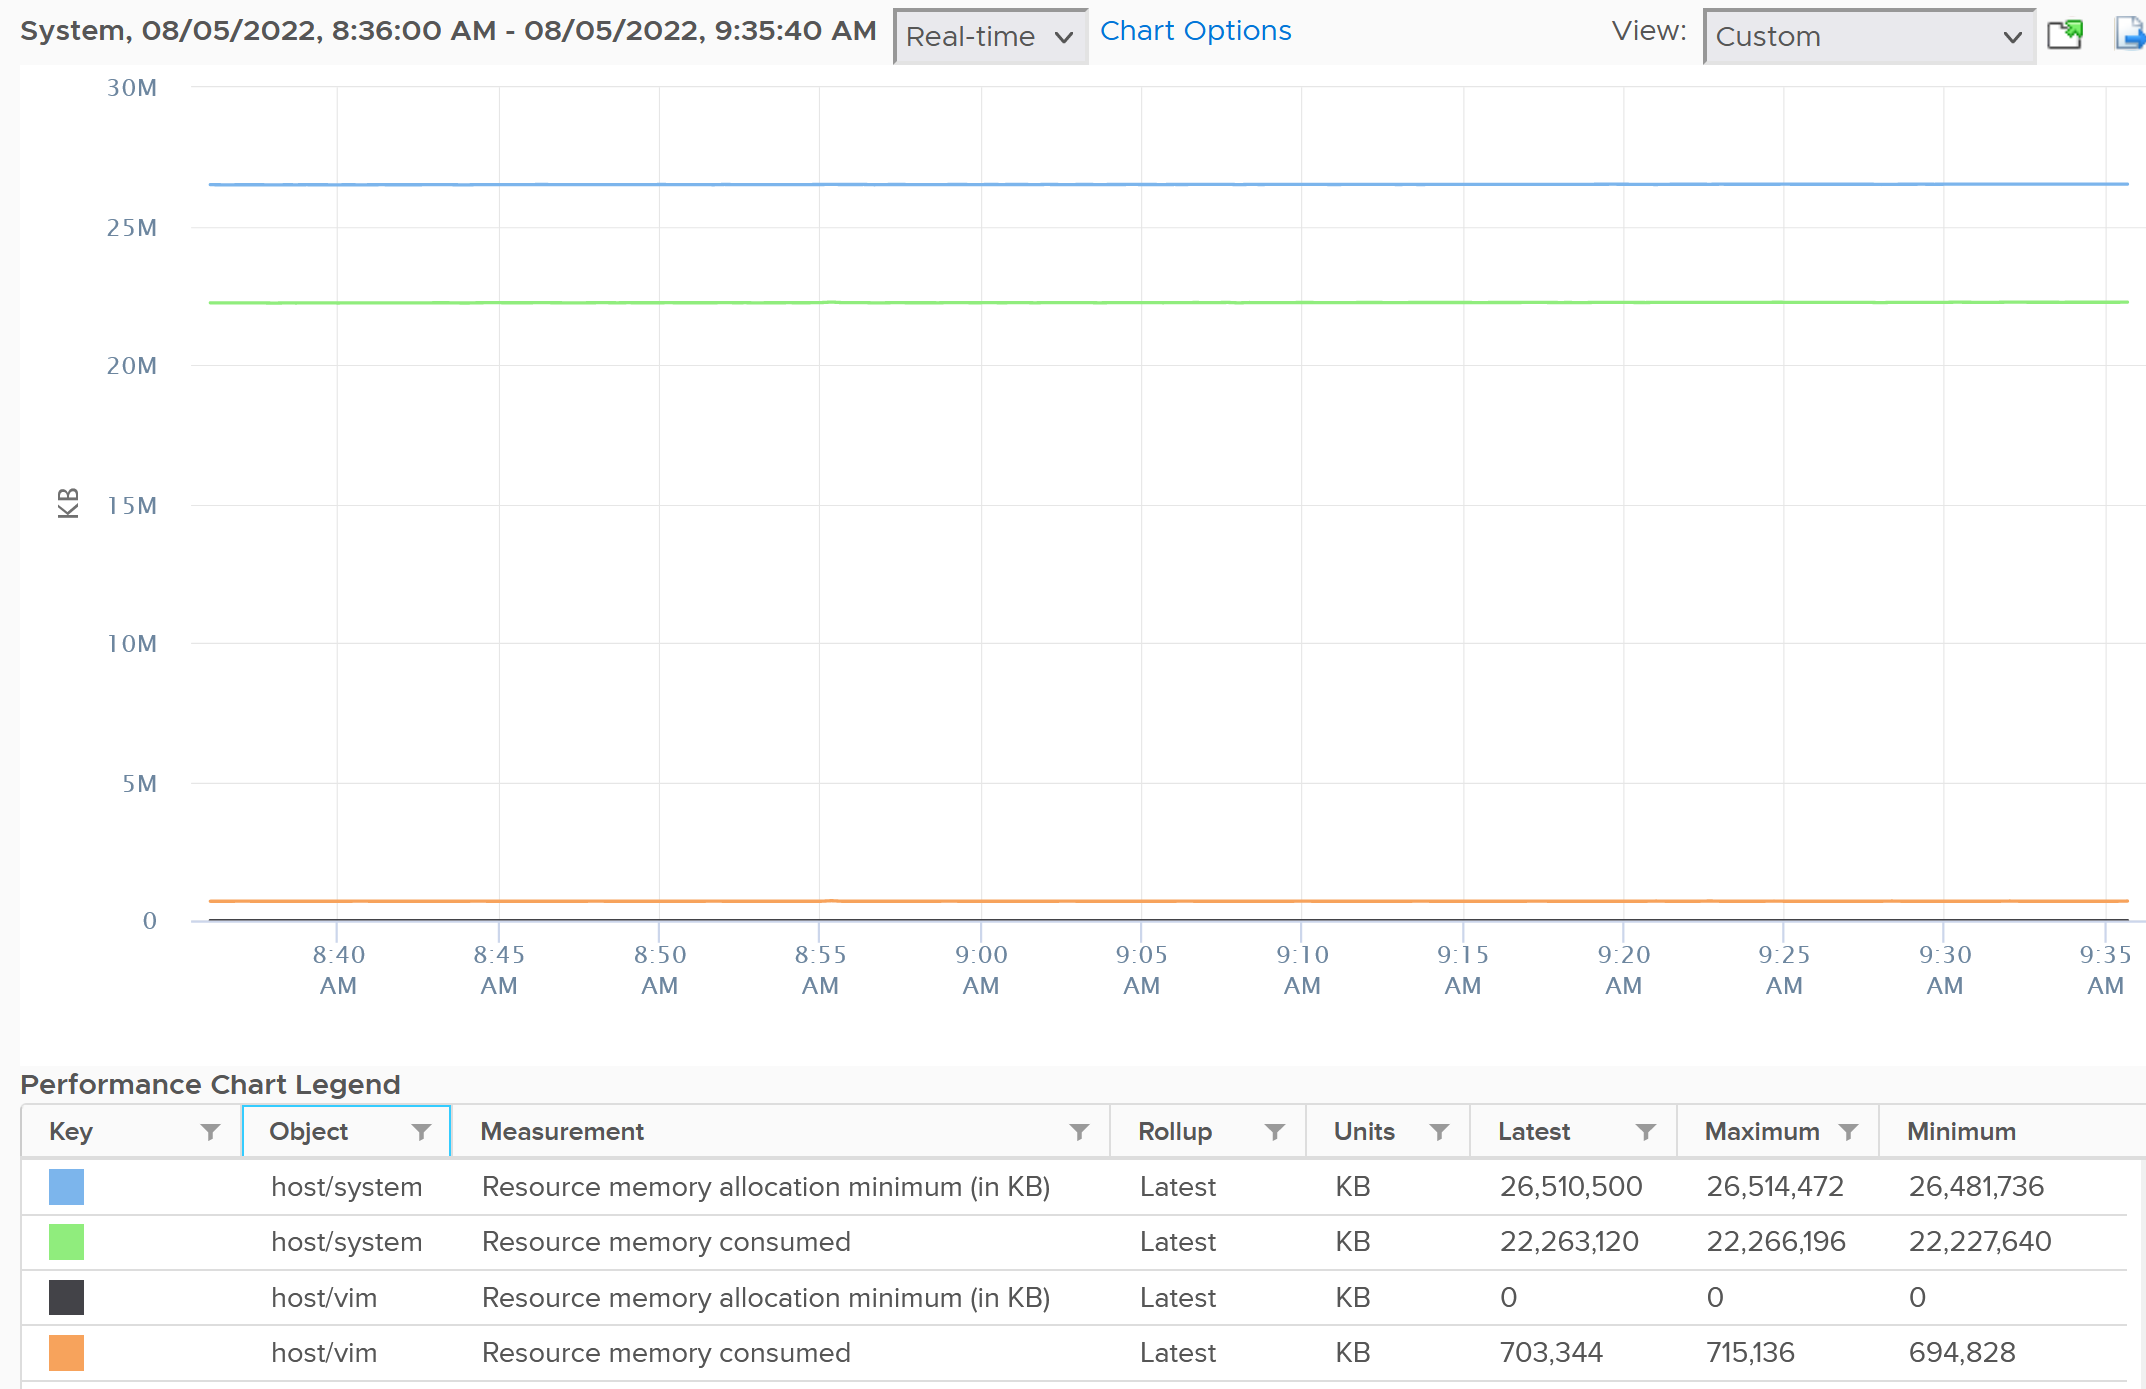 System, 08/05/2022, 8:36:00 AM - 08/05/2022, 9:35:40 AM Real-time Chart Options View: Custom
30M
25M
20M
15M
10M
5M
0
KB
8:40 AM 8:45 AM 8:50 AM 8:55 AM 9:00 AM 9:05 AM 9:10 AM 9:15 AM 9:20 AM 9:25 AM 9:30 AM 9:35 AM
Performance Chart Legend
Key Object Measurement Rollup Units Latest Maximum Minimum
host/system Resource memory allocation minimum (in KB) Latest KB 26,510,500 26,514,472 26,481,736
host/system Resource memory consumed Latest KB 22,263,120 22,266,196 22,227,640
host/vim Resource memory allocation minimum (in KB) Latest KB 0 0 0
host/vim Resource memory consumed Latest KB 703,344 715,136 694,828